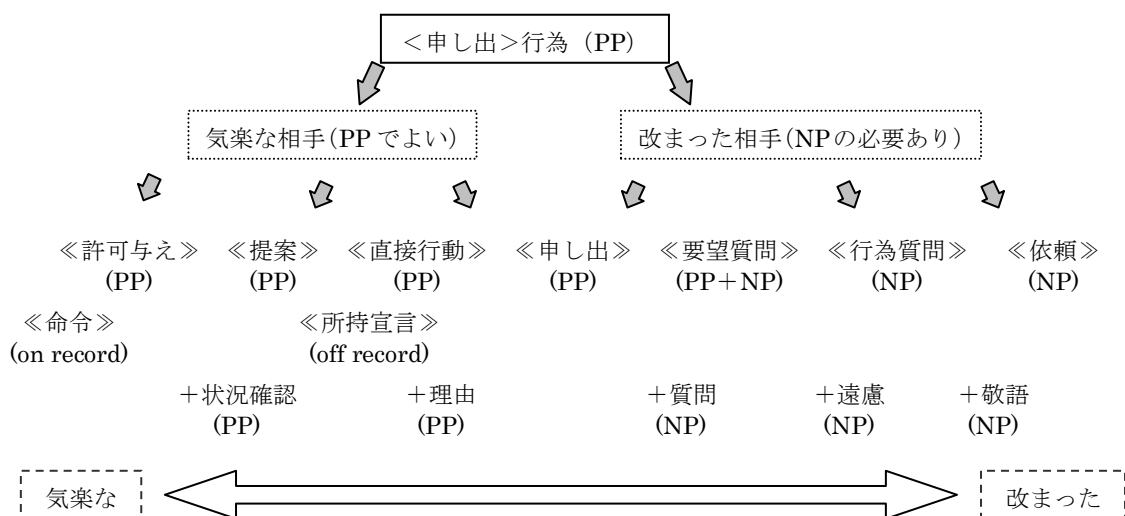 ＜申し出＞行為（PP）
気楽な相手（PP でよい） 改まった相手（NP の必要あり）
≪許可与え≫ ≪提案≫ ≪直接行動≫ ≪申し出≫ ≪要望質問≫ ≪行為質問≫ ≪依頼≫
(PP) (PP) (PP) (PP) (PP＋NP) (NP) (NP)
≪命令≫ ≪所持宣言≫
(on record) (off record)
＋状況確認 ＋理由 ＋質問 ＋遠慮 ＋敬語
(PP) (PP) (NP) (NP) (NP)
気楽な 改まった